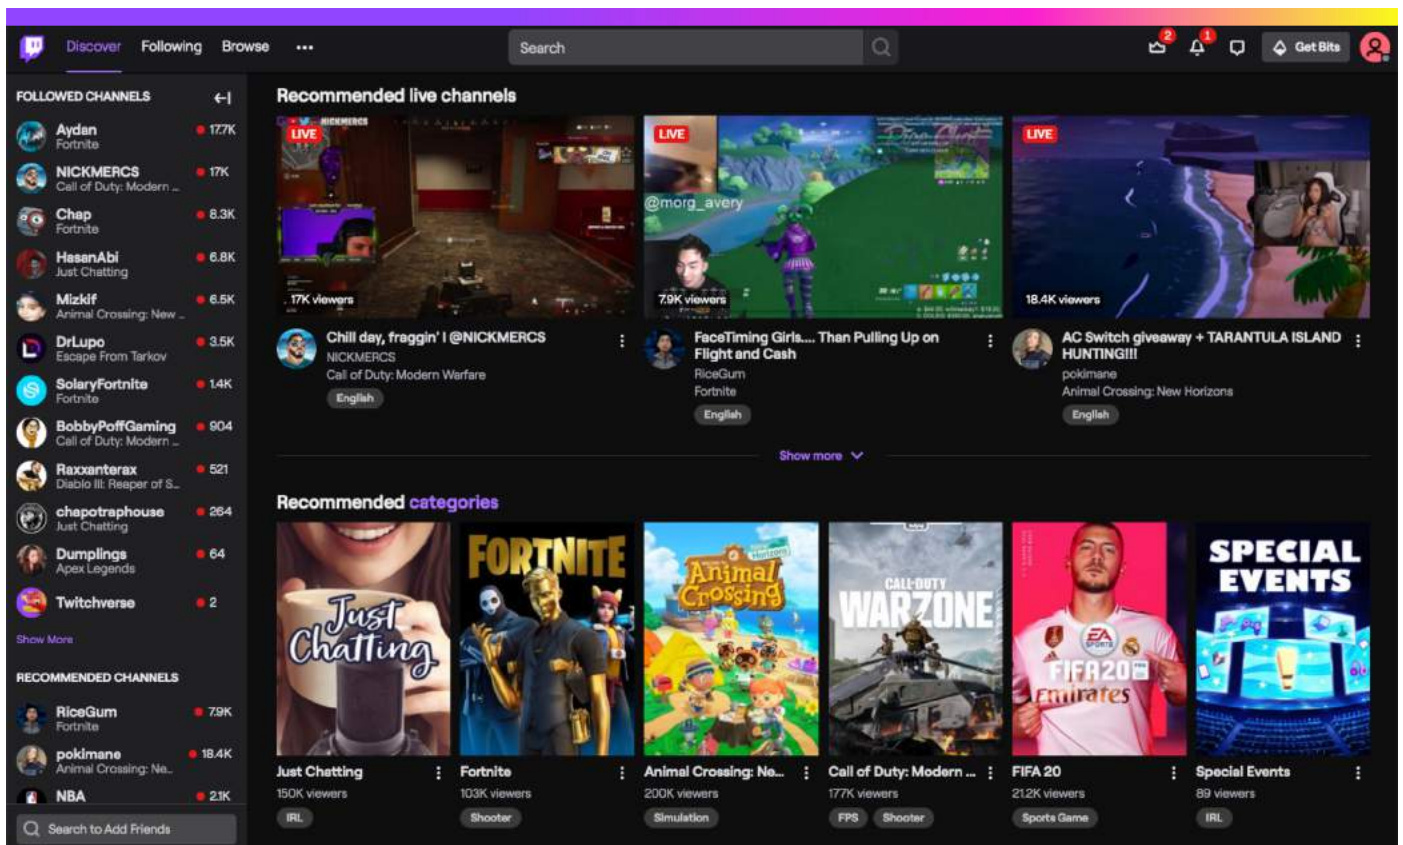 Discover Following Browse ...
Search
2
1
Get Bits
FOLLOWED CHANNELS
Aydan 17.7K
Fortnite
NICKMERCS 17K
Call of Duty: Modern ...
Chap 8.3K
Fortnite
HasanAbi 6.8K
Just Chatting
Mizkif 6.5K
Animal Crossing: New ...
DrLupo 3.5K
Escape From Tarkov
SolaryFortnite 1.4K
Fortnite
BobbyPoffGaming 904
Call of Duty: Modern ...
Raxxanterax 521
Diablo III: Reaper of S...
chapotraphouse 264
Just Chatting
Dumplings 64
Apex Legends
Twitchverse 2
Show More
RECOMMENDED CHANNELS
RiceGum 7.9K
Fortnite
pokimane 18.4K
Animal Crossing: Ne...
NBA 2.1K
Search to Add Friends
Recommended live channels
NICKMERCS
LIVE
17K viewers
Chill day, fraggin' I @NICKMERCS
NICKMERCS
Call of Duty: Modern Warfare
English
LIVE
@morg_avery
7.9K viewers
FaceTiming Girls.... Than Pulling Up on
Flight and Cash
RiceGum
Fortnite
English
LIVE
18.4K viewers
AC Switch giveaway + TARANTULA ISLAND
HUNTING!!!
pokimane
Animal Crossing: New Horizons
English
Show more
Recommended categories
Just
Chatting
Just Chatting
150K viewers
IRL
FORTNITE
Fortnite
103K viewers
Shooter
Animal
Crossing
Horizons
Animal Crossing: Ne...
200K viewers
Simulation
CALL OF DUTY
WARZONE
Call of Duty: Modern ...
177K viewers
FPS Shooter
EA
SPORTS
FIFA 20
Emirates
FIFA 20
21.2K viewers
Sports Game
SPECIAL
EVENTS
Special Events
89 viewers
IRL